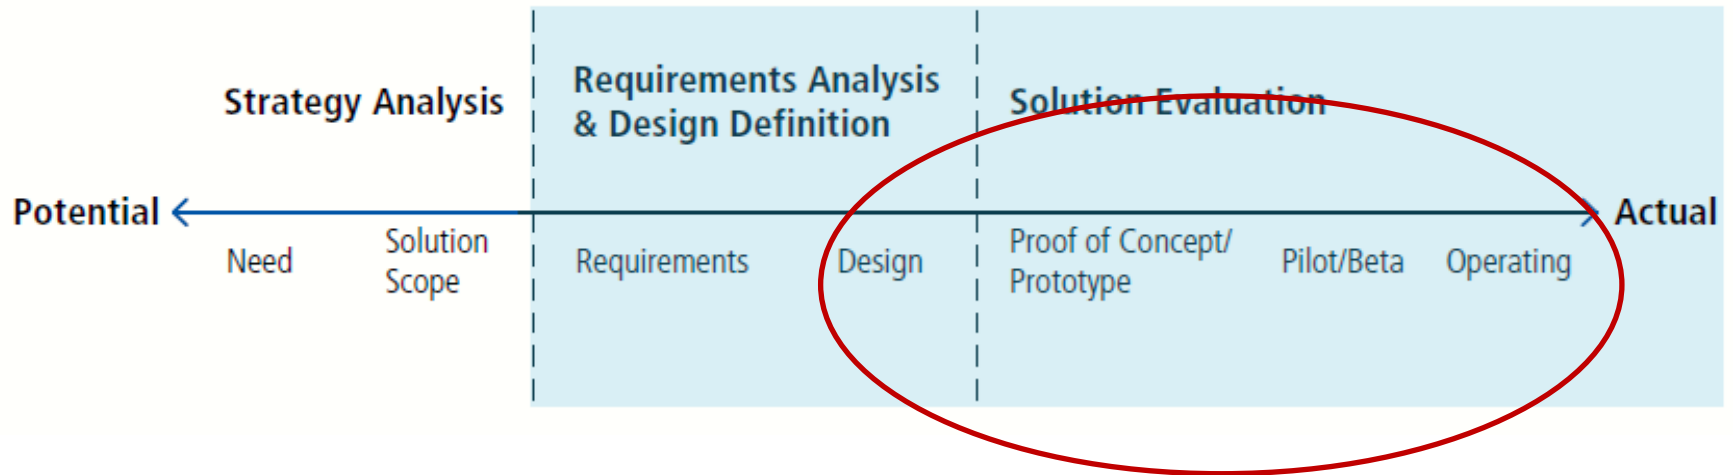 Strategy Analysis
Requirements Analysis
& Design Definition
Solution Evaluation
Potential
Actual
Need
Solution
Scope
Requirements
Design
Proof of Concept/
Prototype
Pilot/Beta
Operating